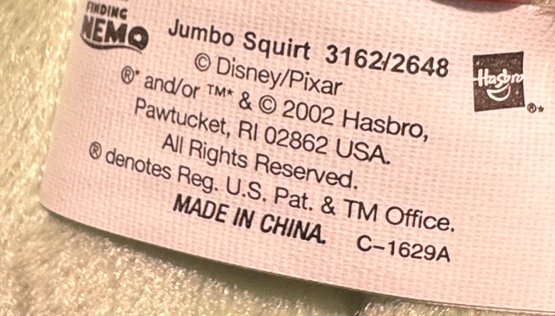 FINDING
NEMO
Jumbo Squirt 3162/2648
© Disney/Pixar
Hasbro
®*
®* and/or ™* & © 2002 Hasbro,
Pawtucket, RI 02862 USA.
All Rights Reserved.
® denotes Reg. U.S. Pat. & TM Office.
MADE IN CHINA. C-1629A